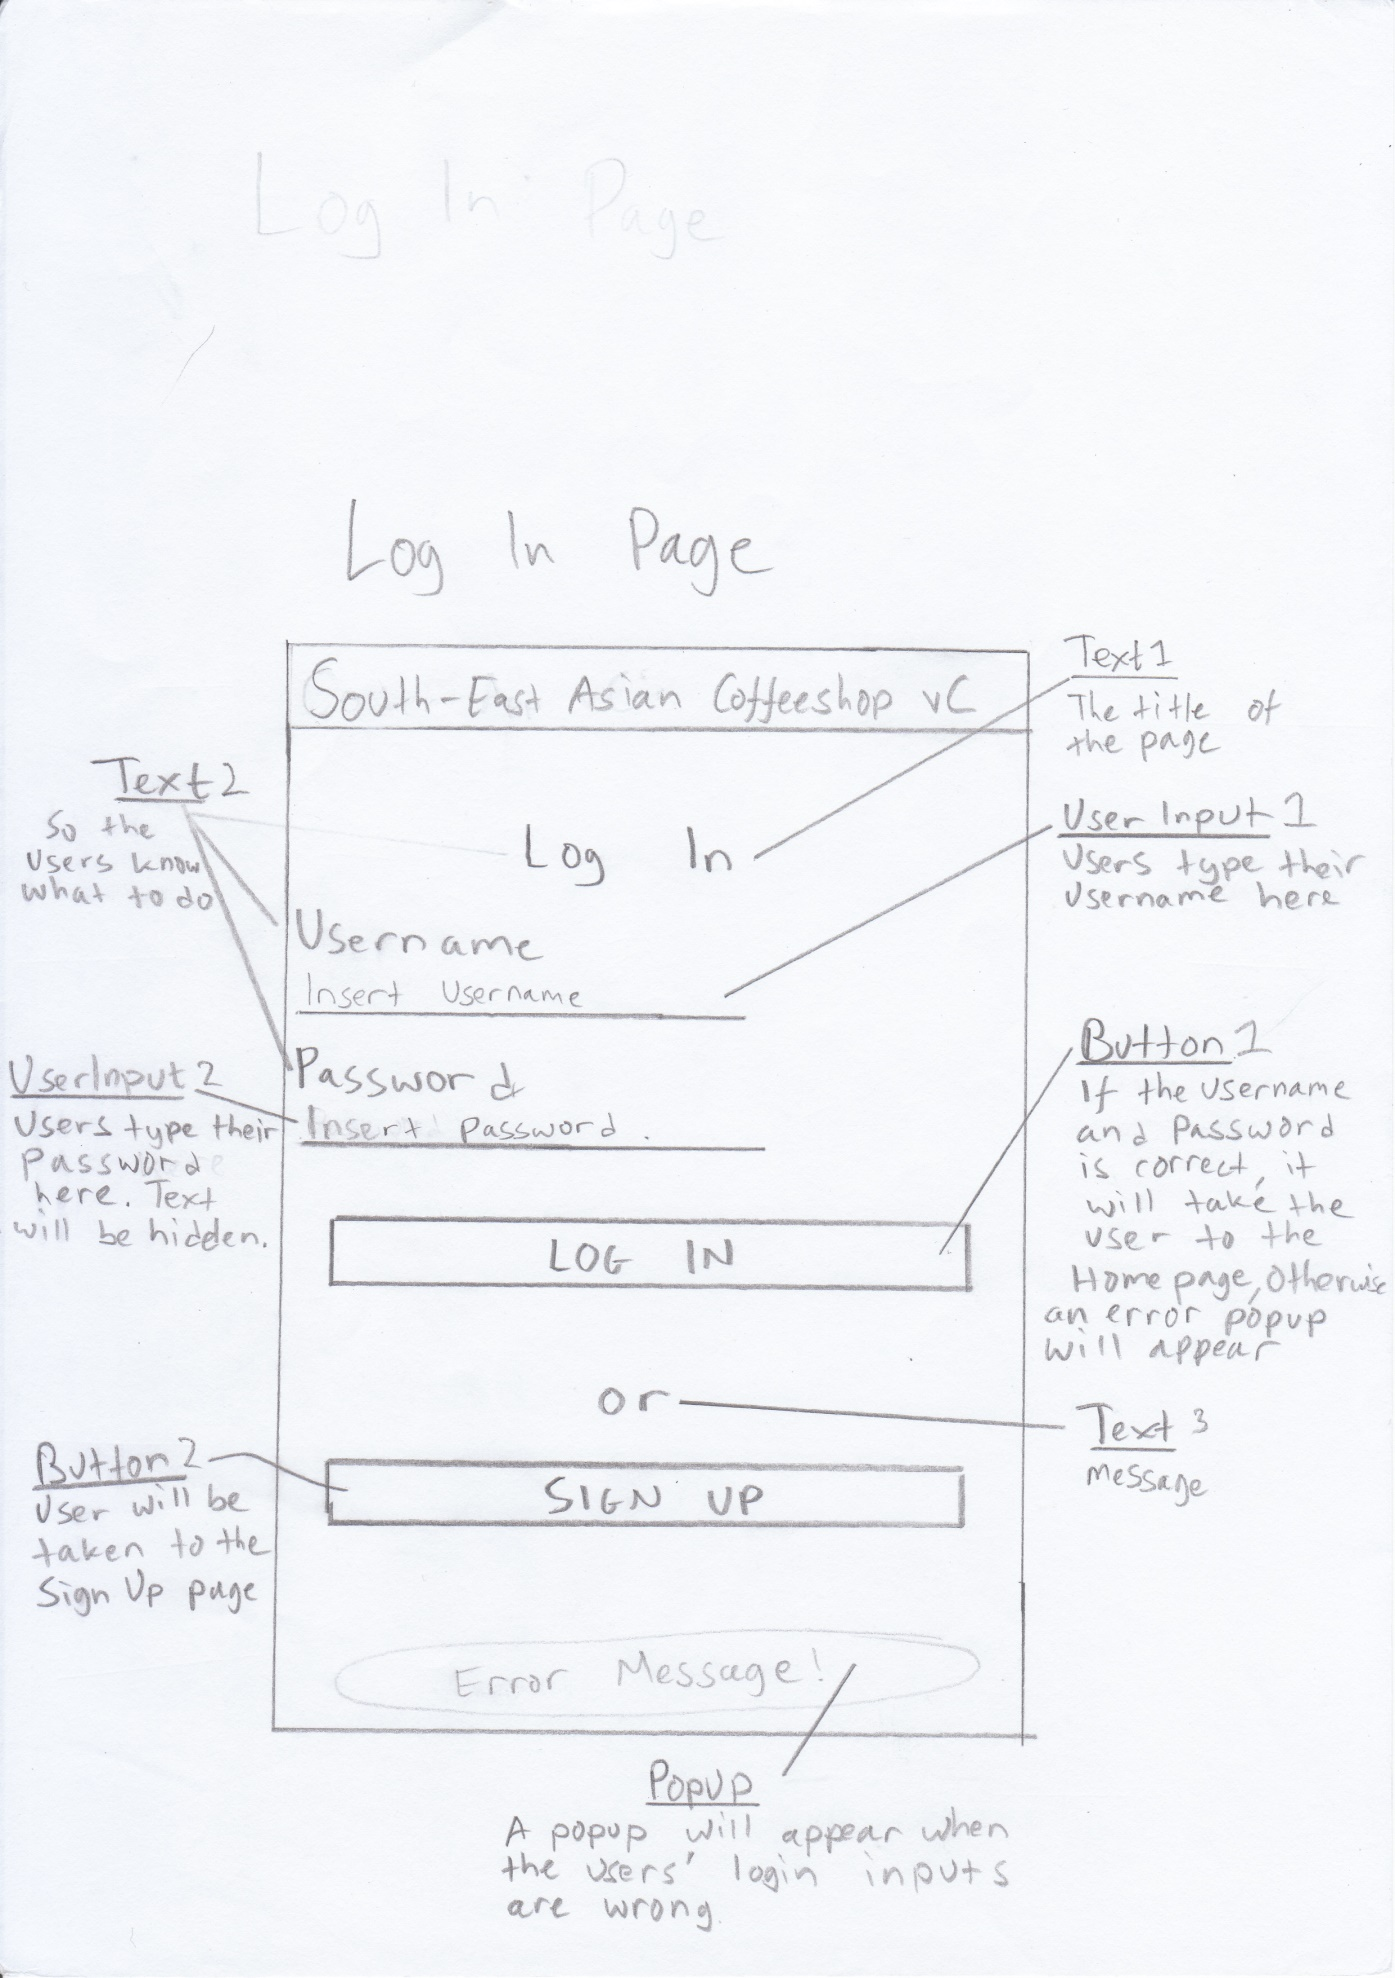 Log In Page
Log In Page
South-East Asian Coffeeshop vC
Text 1
The title of
the page
Text 2
So the
users know
what to do
Log In
User Input 1
Users type their
username here
Username
Insert Username
Button 1
If the username
and password
is correct, it
will take the
user to the
Home page, Otherwise
an error popup
will appear
Password
Insert password.
UserInput 2
Users type their
password
here. Text
will be hidden.
LOG IN
or
Text 3
message
Button 2
User will be
taken to the
Sign Up page
SIGN UP
Error Message!
Popup
A popup will appear when
the users' login inputs
are wrong.